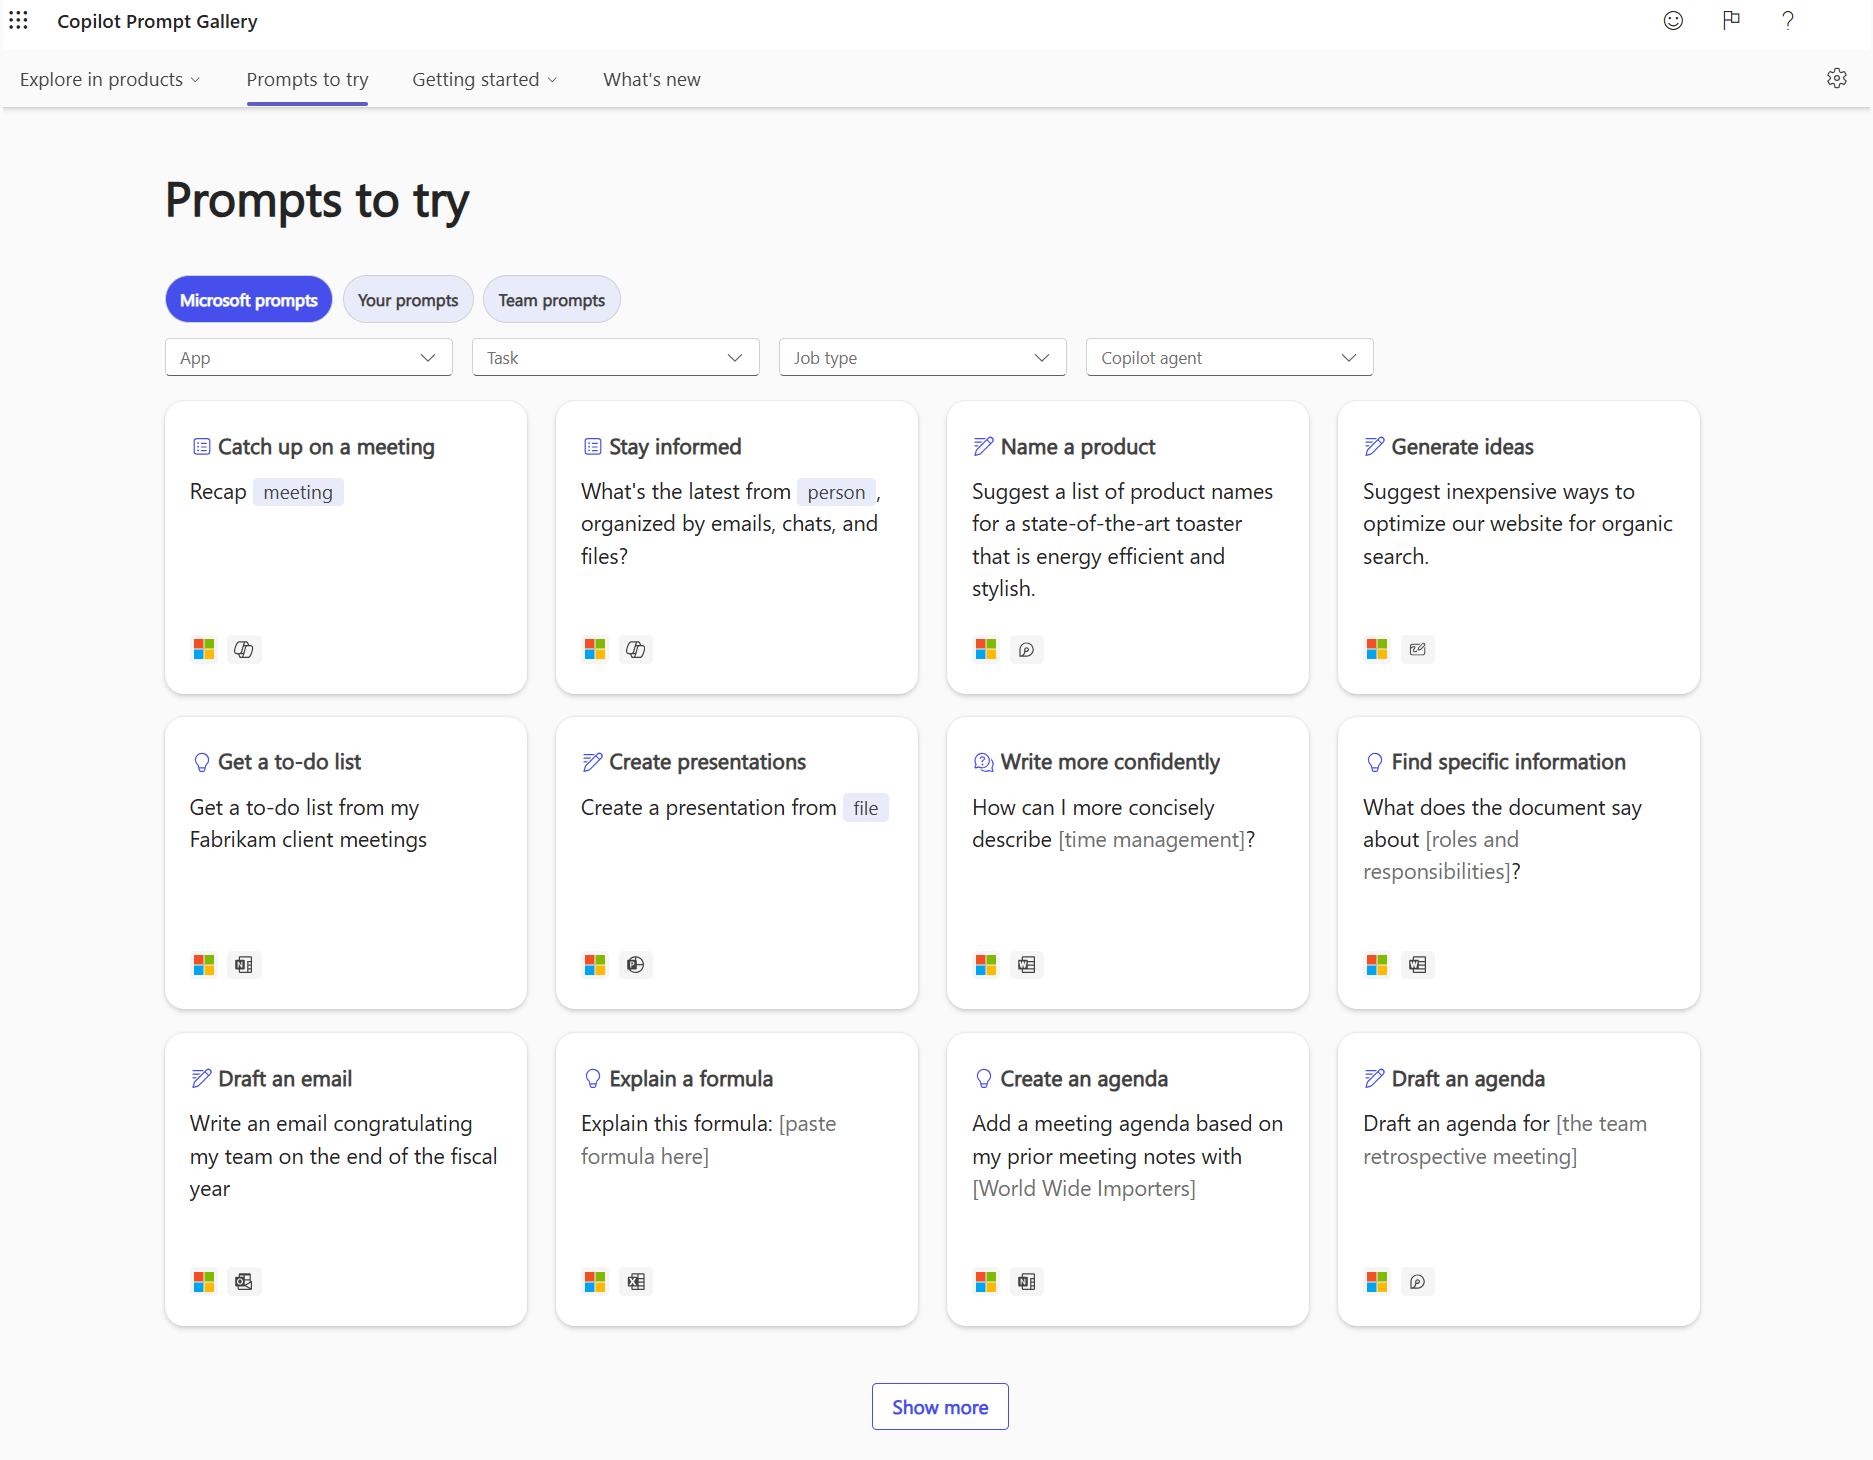 Copilot Prompt Gallery
Explore in products
Prompts to try
Getting started
What's new
Prompts to try
Microsoft prompts
Your prompts
Team prompts
App
Task
Job type
Copilot agent
Catch up on a meeting
Recap meeting
Stay informed
What's the latest from person ,
organized by emails, chats, and
files?
Name a product
Suggest a list of product names
for a state-of-the-art toaster
that is energy efficient and
stylish.
Generate ideas
Suggest inexpensive ways to
optimize our website for organic
search.
Get a to-do list
Get a to-do list from my
Fabrikam client meetings
Create presentations
Create a presentation from file
Write more confidently
How can I more concisely
describe [time management]?
Find specific information
What does the document say
about [roles and
responsibilities]?
Draft an email
Write an email congratulating
my team on the end of the fiscal
year
Explain a formula
Explain this formula: [paste
formula here]
Create an agenda
Add a meeting agenda based on
my prior meeting notes with
[World Wide Importers]
Draft an agenda
Draft an agenda for [the team
retrospective meeting]
Show more